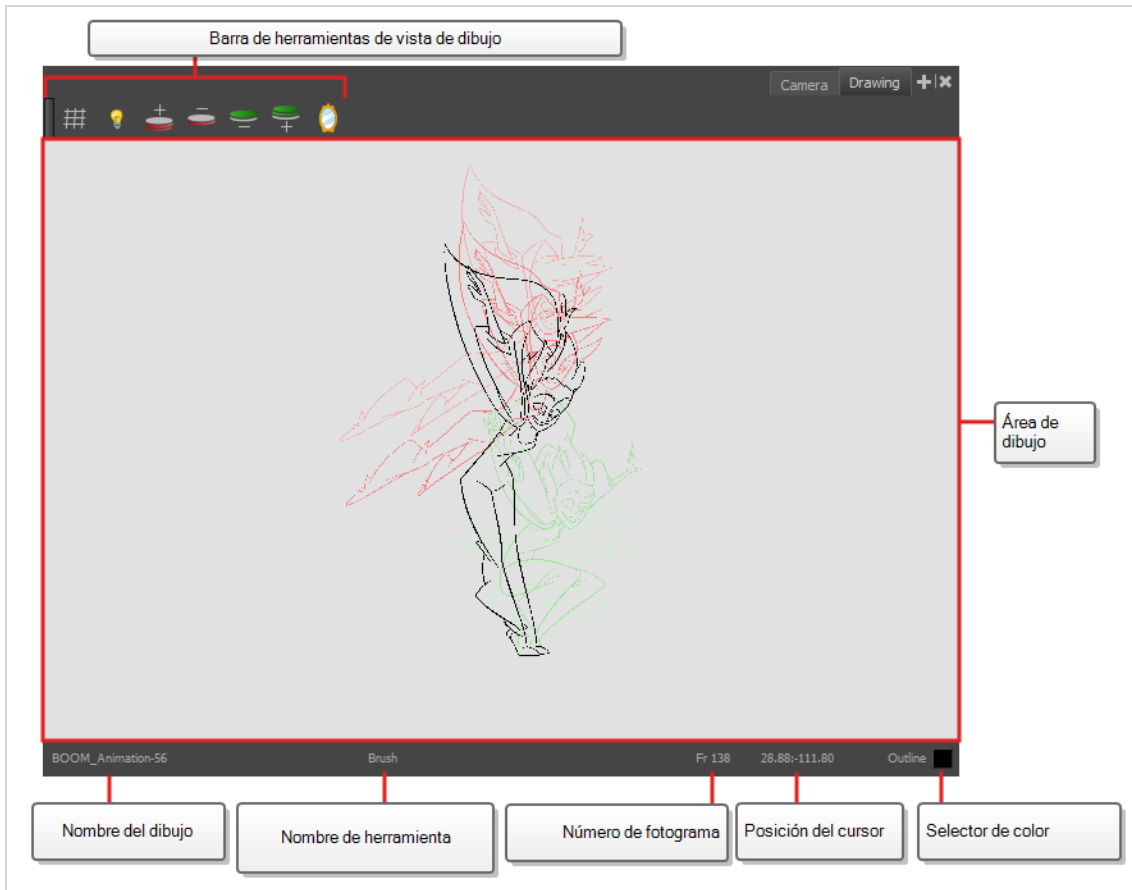 Barra de herramientas de vista de dibujo
Camera
Drawing
Área de
dibujo
BOOM_Animation-56
Brush
Fr 138
28.88:-111.80
Outline
Nombre del dibujo
Nombre de herramienta
Número de fotograma
Posición del cursor
Selector de color